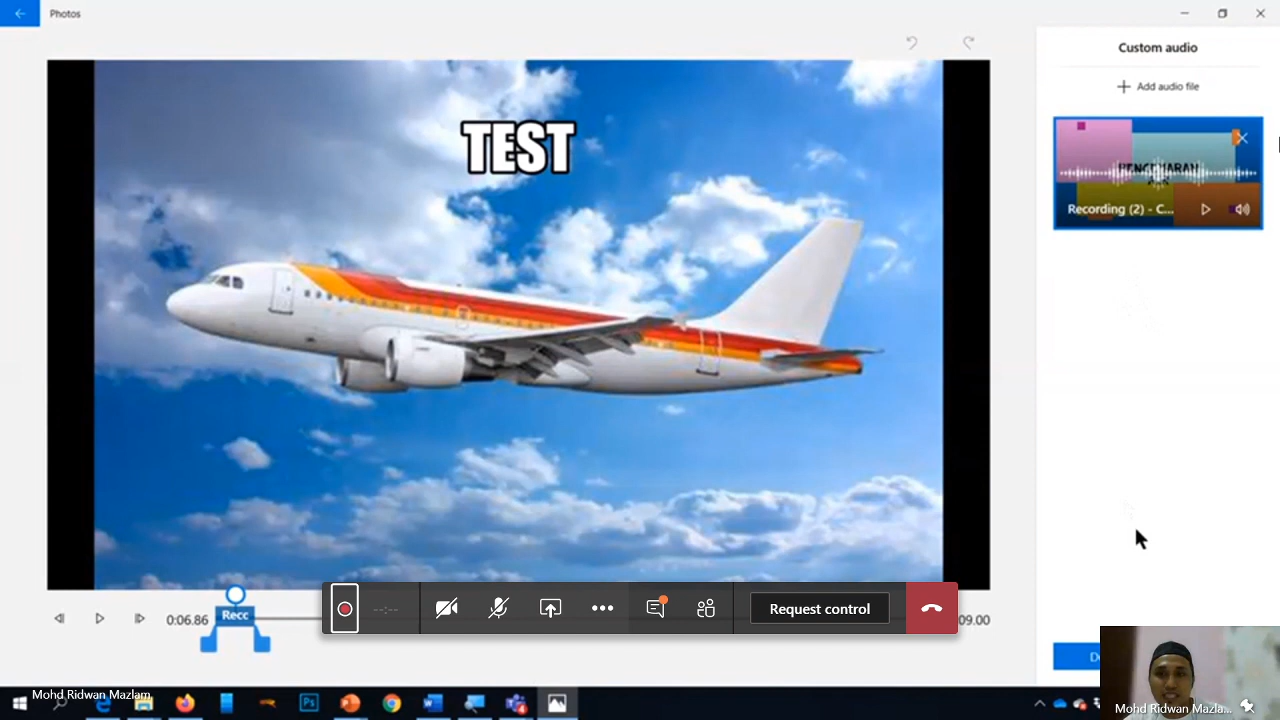 Photos
Custom audio
Add audio file
TEST
PENCEMARAN
Recording (2) - C...
0:06.86
Recc
--:--
Request control
09.00
Mohd Ridwan Mazlam
Mohd Ridwan Mazla...